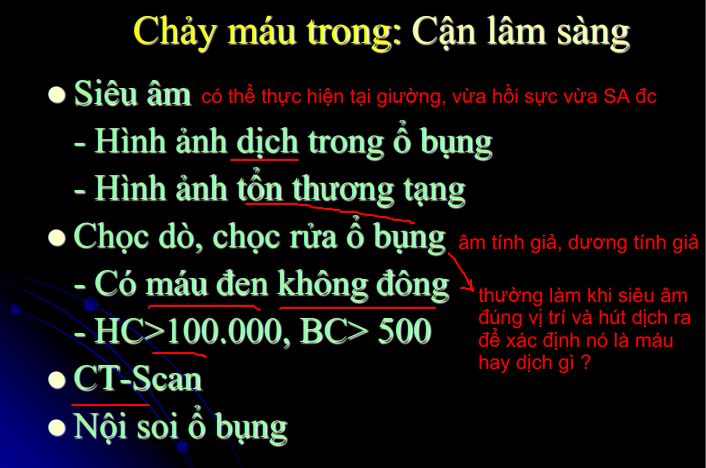 Chảy máu trong: Cận lâm sàng
Siêu âm có thể thực hiện tại giường, vừa hồi sức vừa SA đc
- Hình ảnh dịch trong ổ bụng
- Hình ảnh tổn thương tạng
Chọc dò, chọc rửa ổ bụng âm tính giả, dương tính giả
- Có máu đen không đông
thường làm khi siêu âm
đúng vị trí và hút dịch ra
để xác định nó là máu
hay dịch gì ?
- HC>100.000, BC> 500
CT-Scan
Nội soi ổ bụng